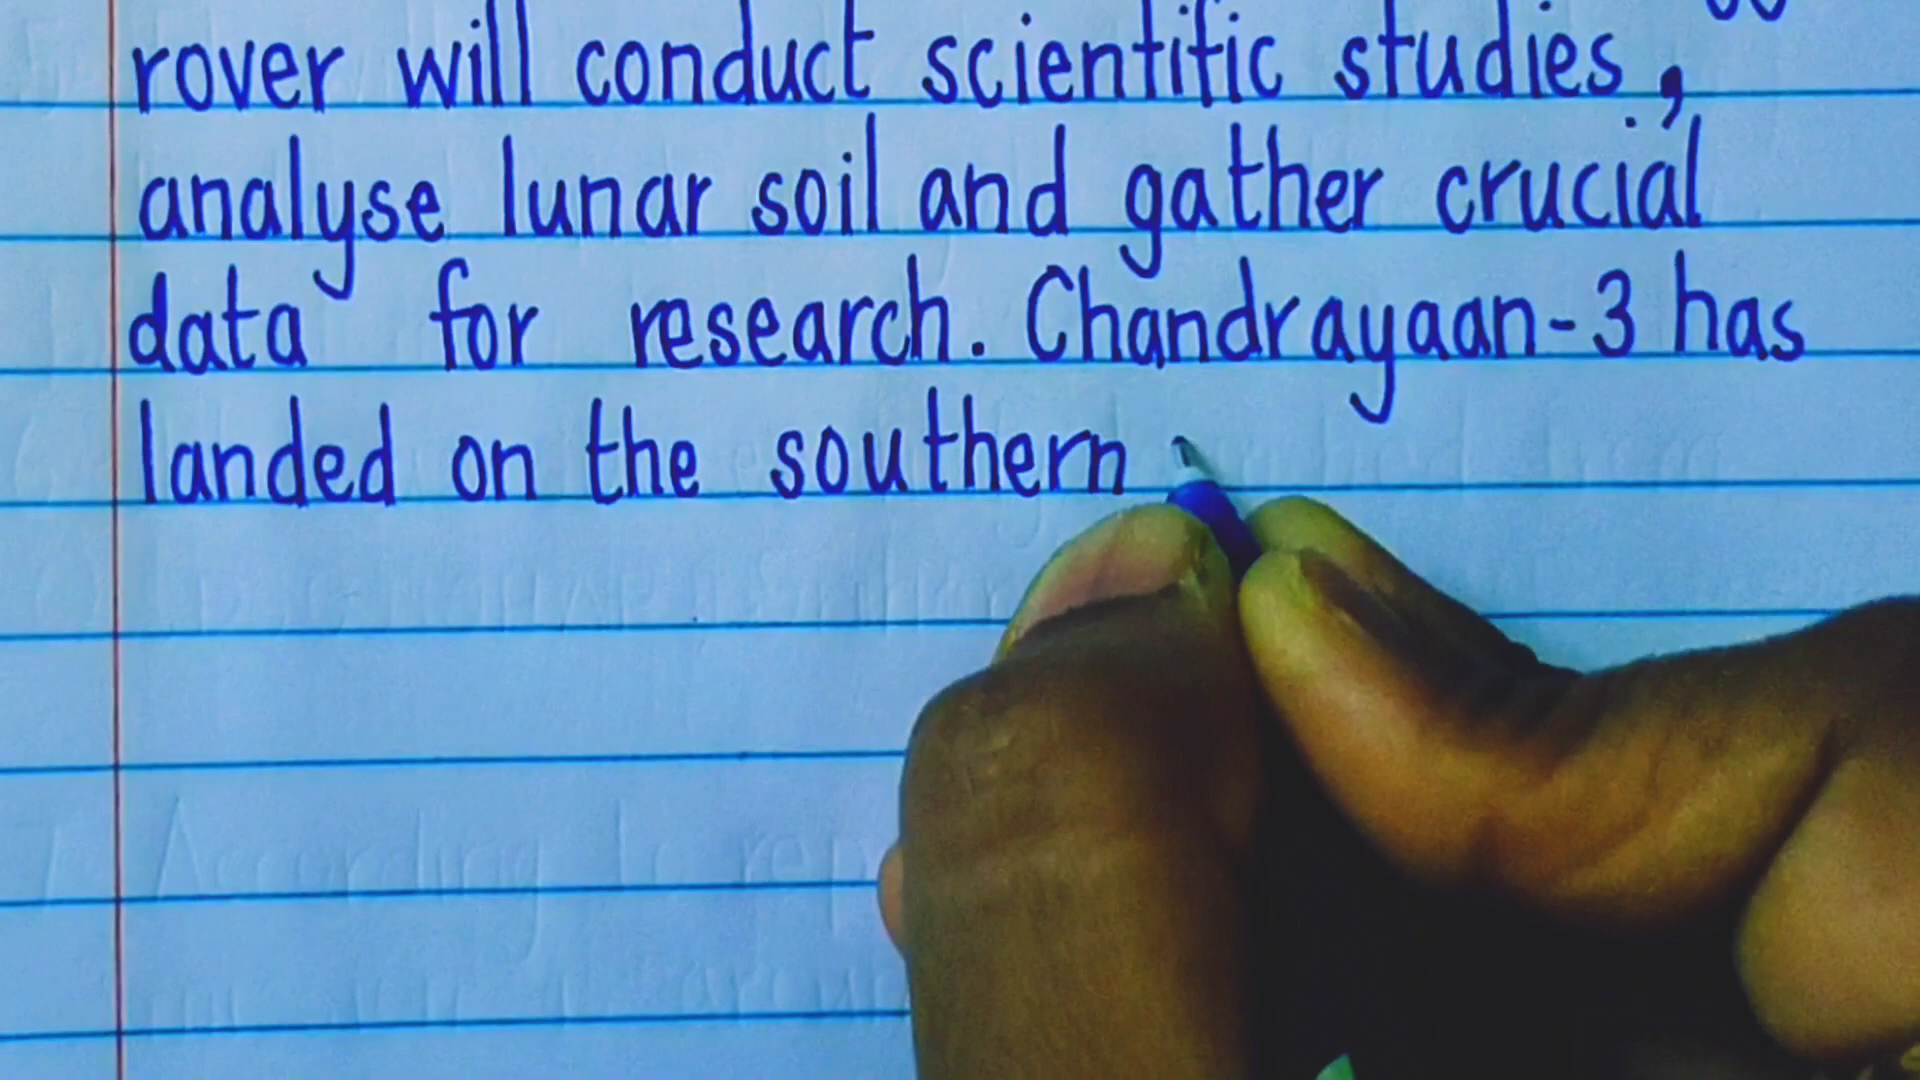 rover will conduct scientific studies,
analyse lunar soil and gather crucial
data for research. Chandrayaan-3 has
landed on the southern